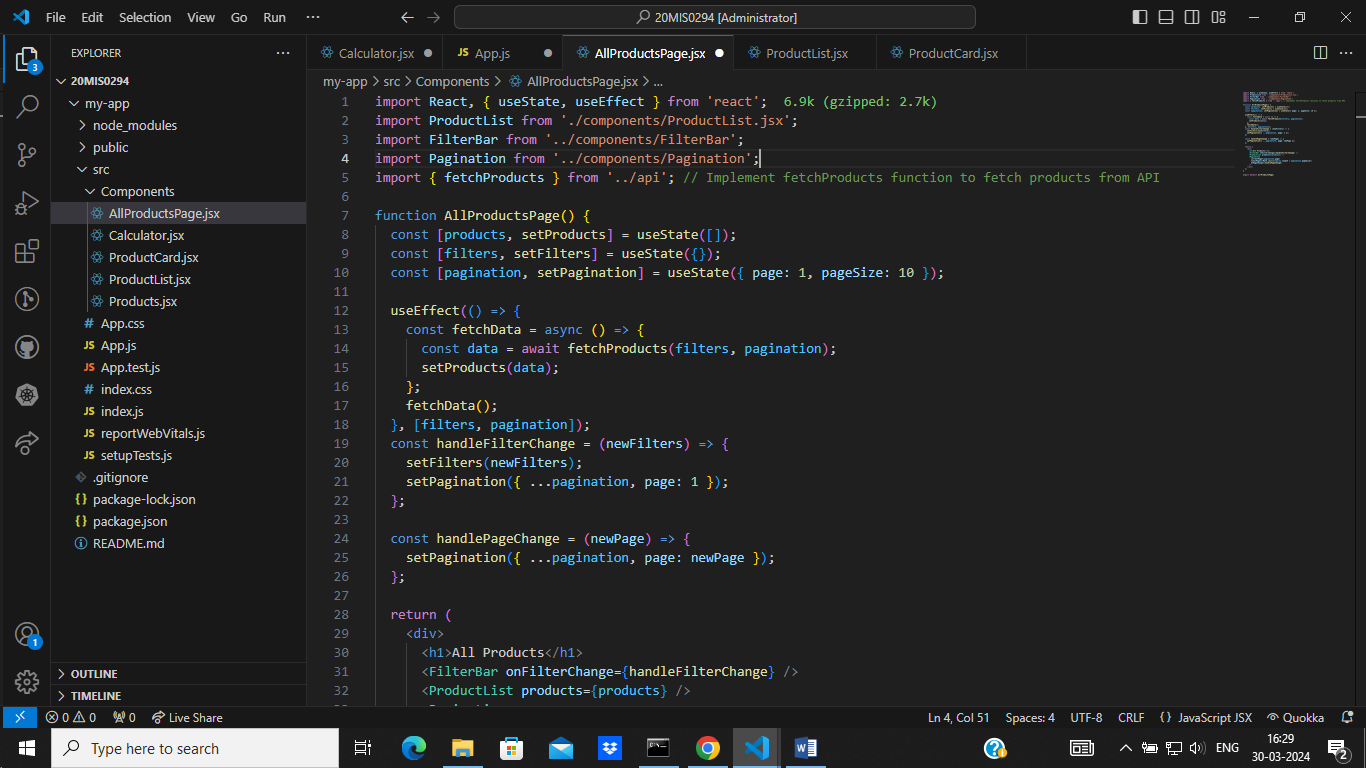 File Edit Selection View Go Run ··· 20MIS0294 [Administrator]
EXPLORER ···
20MIS0294
my-app
node_modules
public
src
Components
AllProductsPage.jsx
Calculator.jsx
ProductCard.jsx
ProductList.jsx
Products.jsx
# App.css
JS App.js
JS App.test.js
# index.css
JS index.js
JS reportWebVitals.js
JS setupTests.js
.gitignore
{} package-lock.json
{} package.json
README.md
OUTLINE
TIMELINE
3
1
Calculator.jsx JS App.js AllProductsPage.jsx ProductList.jsx ProductCard.jsx ···
my-app > src > Components > AllProductsPage.jsx > ...
1 import React, { useState, useEffect } from 'react'; 6.9k (gzipped: 2.7k)
2 import ProductList from './components/ProductList.jsx';
3 import FilterBar from '../components/FilterBar';
4 import Pagination from '../components/Pagination';
5 import { fetchProducts } from '../api'; // Implement fetchProducts function to fetch products from API
6
7 function AllProductsPage() {
8 const [products, setProducts] = useState([]);
9 const [filters, setFilters] = useState({});
10 const [pagination, setPagination] = useState({ page: 1, pageSize: 10 });
11
12 useEffect(() => {
13 const fetchData = async () => {
14 const data = await fetchProducts(filters, pagination);
15 setProducts(data);
16 };
17 fetchData();
18 }, [filters, pagination]);
19 const handleFilterChange = (newFilters) => {
20 setFilters(newFilters);
21 setPagination({ ...pagination, page: 1 });
22 };
23
24 const handlePageChange = (newPage) => {
25 setPagination({ ...pagination, page: newPage });
26 };
27
28 return (
29 <div>
30 <h1>All Products</h1>
31 <FilterBar onFilterChange={handleFilterChange} />
32 <ProductList products={products} />
0 0 0 Live Share Ln 4, Col 51 Spaces: 4 UTF-8 CRLF {} JavaScript JSX Quokka
Type here to search ENG 16:29
30-03-2024 2